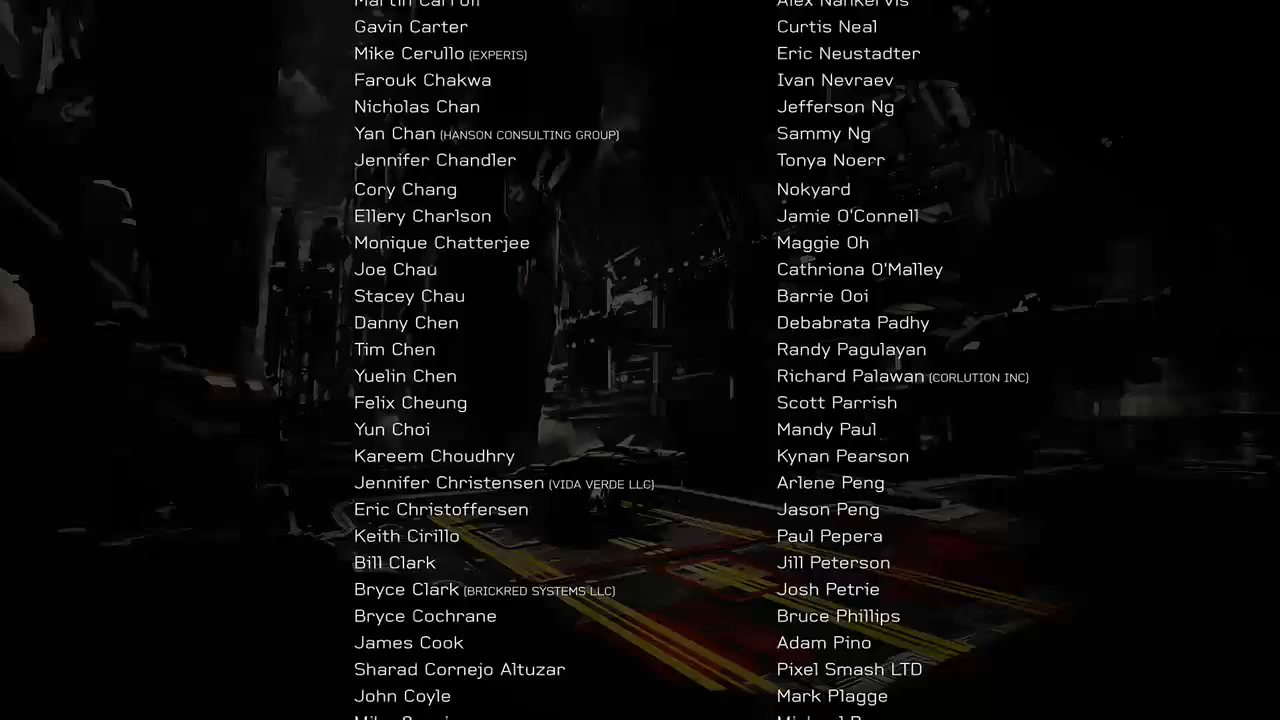 Gavin Carter
Mike Cerullo (EXPERIS)
Farouk Chakwa
Nicholas Chan
Yan Chan (HANSON CONSULTING GROUP)
Jennifer Chandler
Cory Chang
Ellery Charlson
Monique Chatterjee
Joe Chau
Stacey Chau
Danny Chen
Tim Chen
Yuelin Chen
Felix Cheung
Yun Choi
Kareem Choudhry
Jennifer Christensen (VIDA VERDE LLC)
Eric Christoffersen
Keith Cirillo
Bill Clark
Bryce Clark (BRICKRED SYSTEMS LLC)
Bryce Cochrane
James Cook
Sharad Cornejo Altuzar
John Coyle
Curtis Neal
Eric Neustadter
Ivan Nevraev
Jefferson Ng
Sammy Ng
Tonya Noerr
Nokyard
Jamie O'Connell
Maggie Oh
Cathriona O'Malley
Barrie Ooi
Debabrata Padhy
Randy Pagulayan
Richard Palawan (CORLUTION INC)
Scott Parrish
Mandy Paul
Kynan Pearson
Arlene Peng
Jason Peng
Paul Pepera
Jill Peterson
Josh Petrie
Bruce Phillips
Adam Pino
Pixel Smash LTD
Mark Plagge